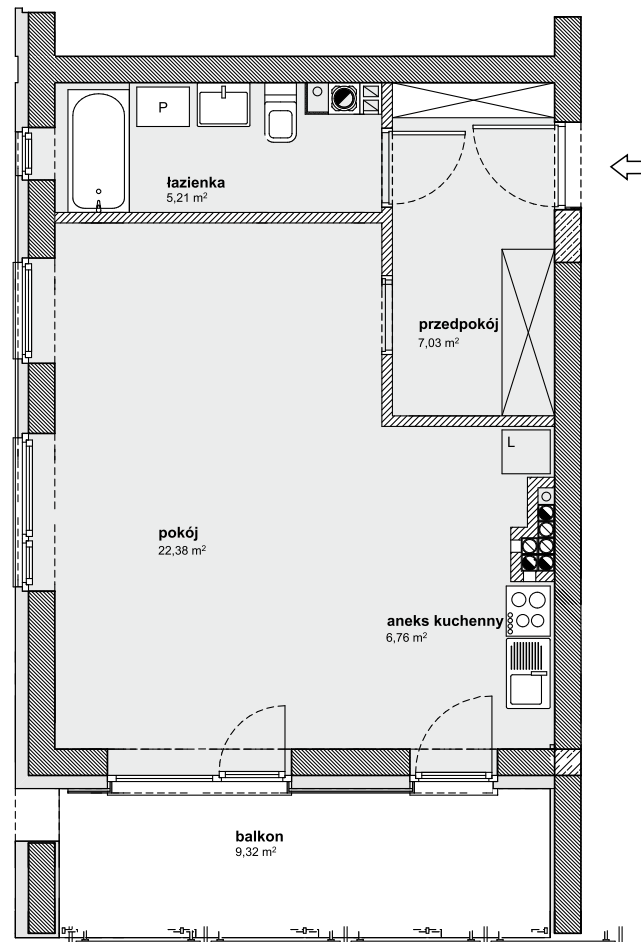 P
łazienka
5,21 m²
przedpokój
7,03 m²
L
pokój
22,38 m²
aneks kuchenny
6,76 m²
balkon
9,32 m²